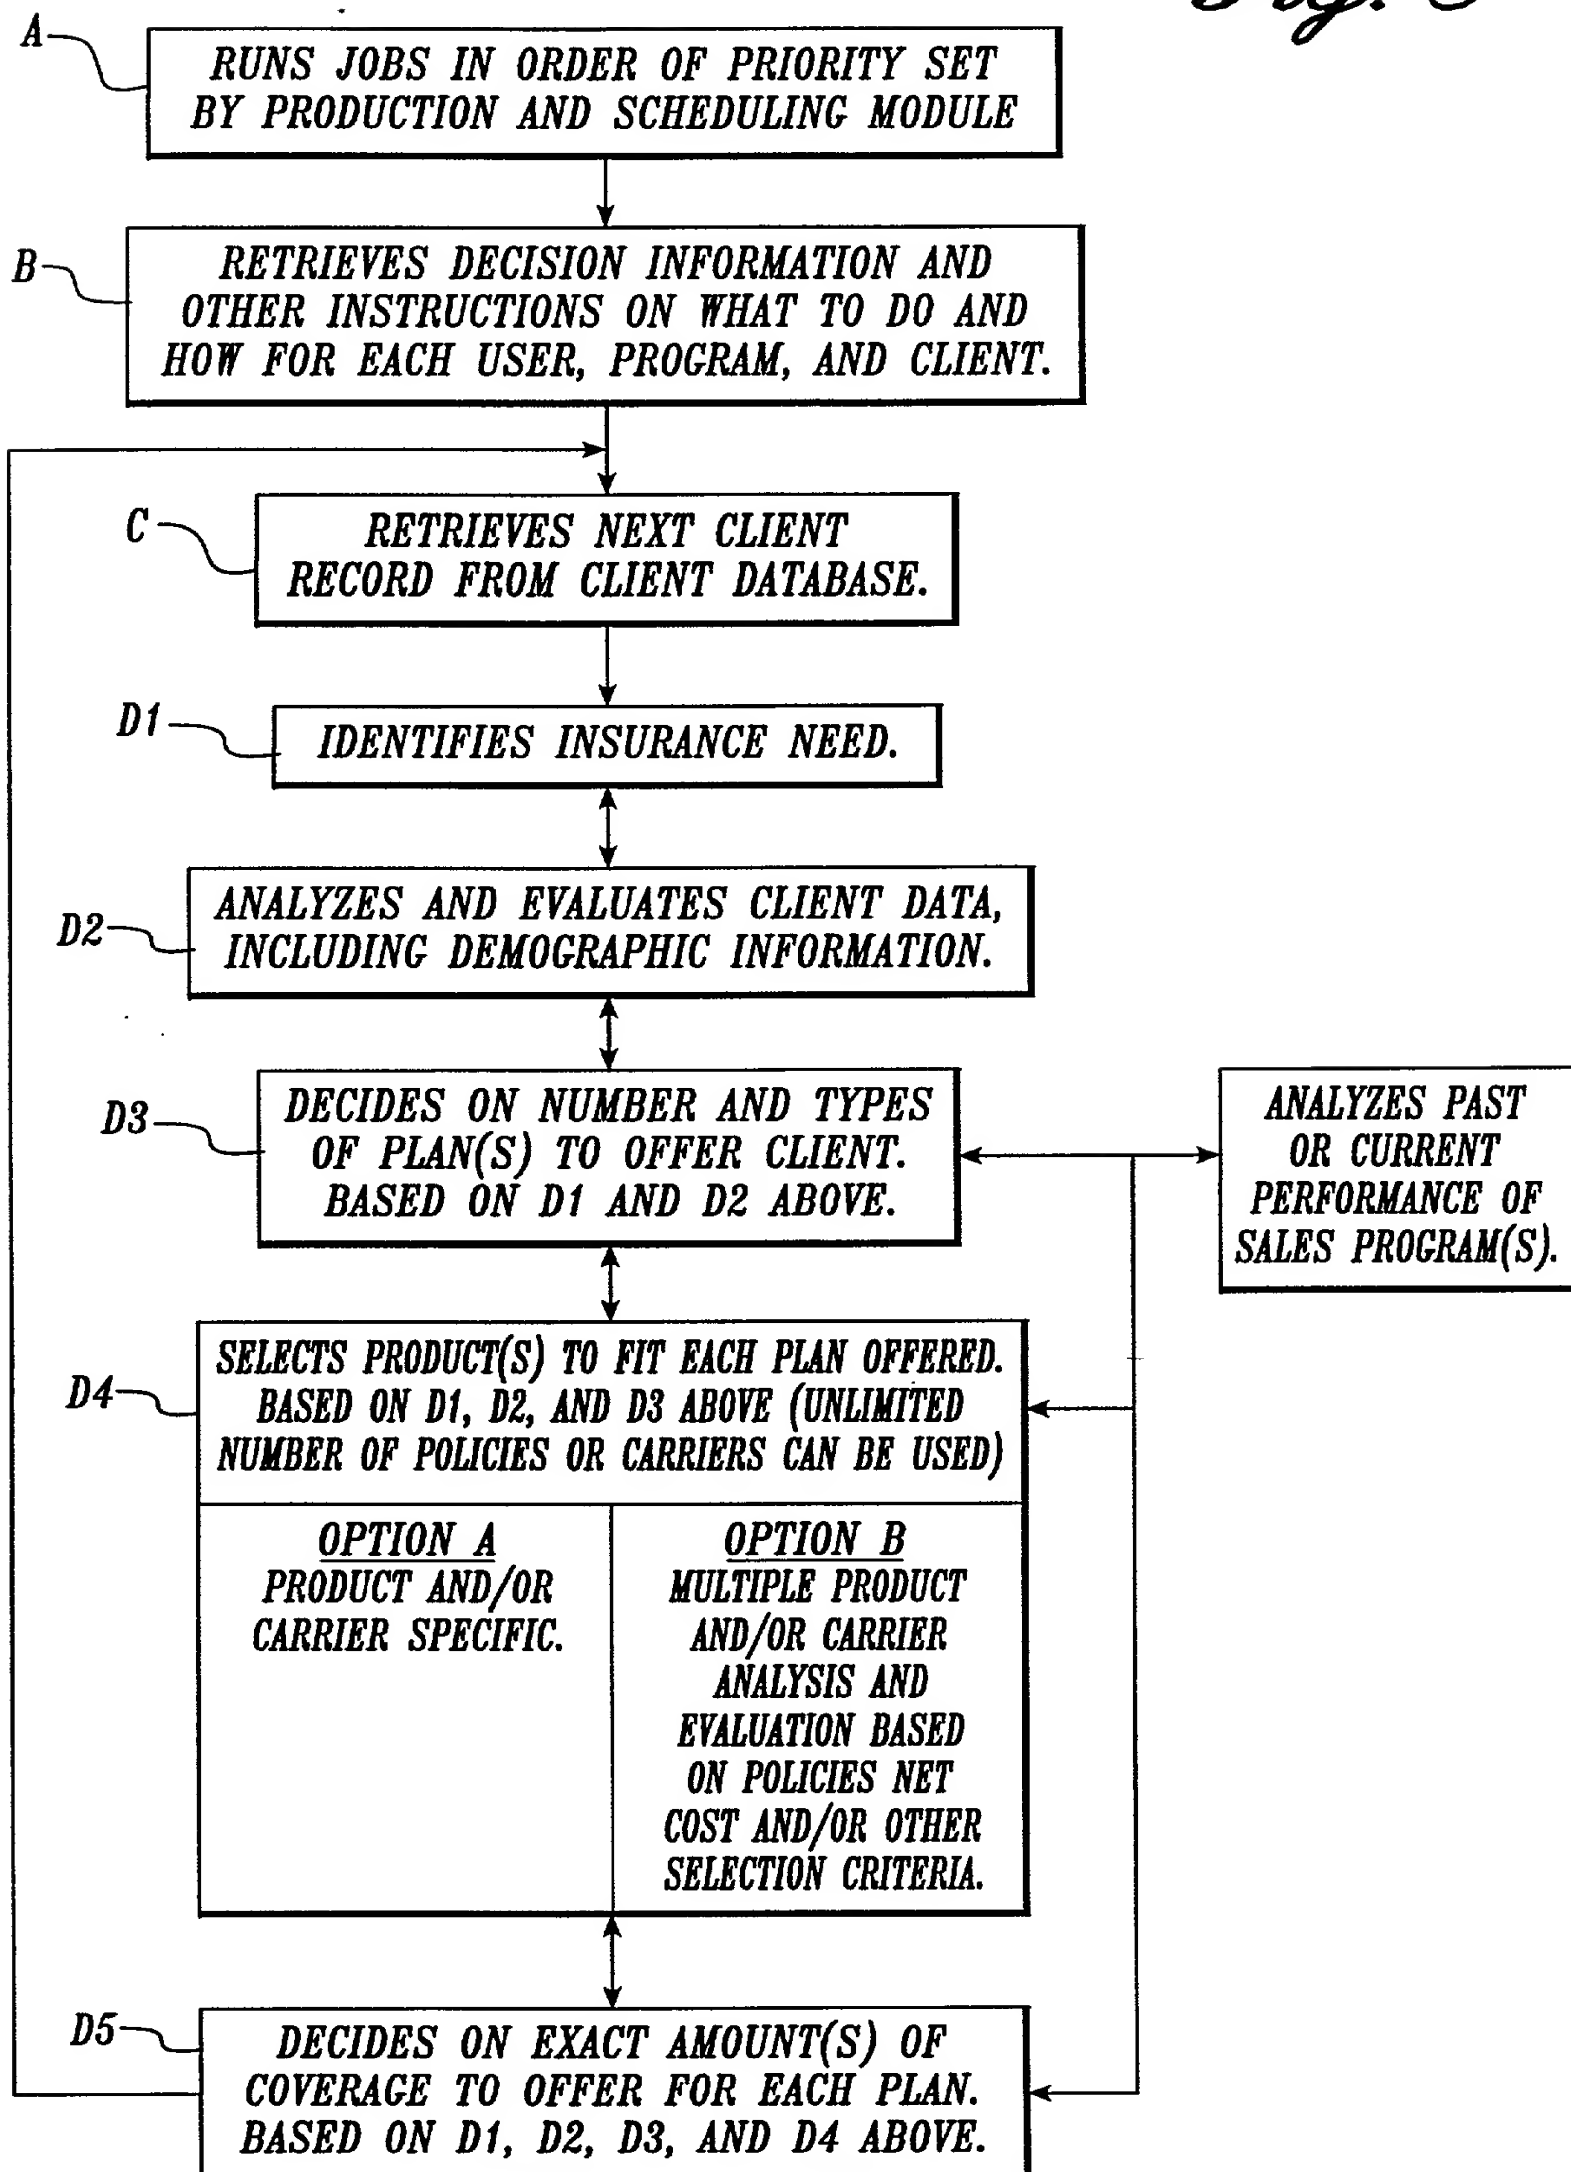 Fig.
A
RUNS JOBS IN ORDER OF PRIORITY SET
BY PRODUCTION AND SCHEDULING MODULE
B
RETRIEVES DECISION INFORMATION AND
OTHER INSTRUCTIONS ON WHAT TO DO AND
HOW FOR EACH USER, PROGRAM, AND CLIENT.
C
RETRIEVES NEXT CLIENT
RECORD FROM CLIENT DATABASE.
D1
IDENTIFIES INSURANCE NEED.
D2
ANALYZES AND EVALUATES CLIENT DATA,
INCLUDING DEMOGRAPHIC INFORMATION.
D3
DECIDES ON NUMBER AND TYPES
OF PLAN(S) TO OFFER CLIENT.
BASED ON D1 AND D2 ABOVE.
ANALYZES PAST
OR CURRENT
PERFORMANCE OF
SALES PROGRAM(S).
D4
SELECTS PRODUCT(S) TO FIT EACH PLAN OFFERED.
BASED ON D1, D2, AND D3 ABOVE (UNLIMITED
NUMBER OF POLICIES OR CARRIERS CAN BE USED)
OPTION A
PRODUCT AND/OR
CARRIER SPECIFIC.
OPTION B
MULTIPLE PRODUCT
AND/OR CARRIER
ANALYSIS AND
EVALUATION BASED
ON POLICIES NET
COST AND/OR OTHER
SELECTION CRITERIA.
D5
DECIDES ON EXACT AMOUNT(S) OF
COVERAGE TO OFFER FOR EACH PLAN.
BASED ON D1, D2, D3, AND D4 ABOVE.